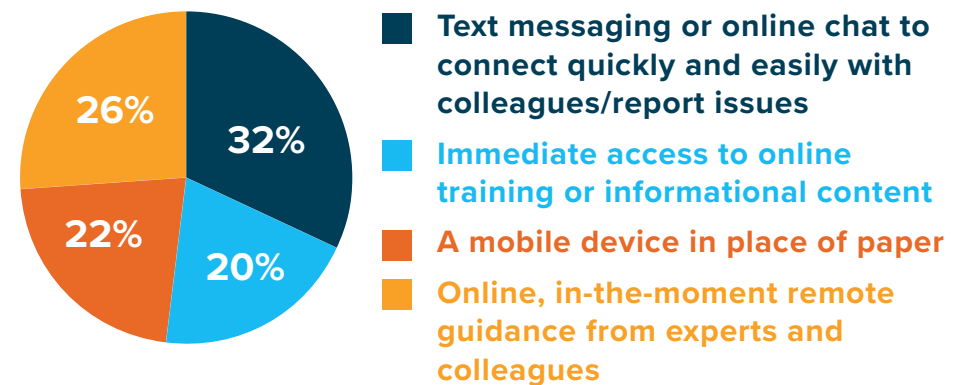 26%
32%
22%
20%
Text messaging or online chat to
connect quickly and easily with
colleagues/report issues
Immediate access to online
training or informational content
A mobile device in place of paper
Online, in-the-moment remote
guidance from experts and
colleagues